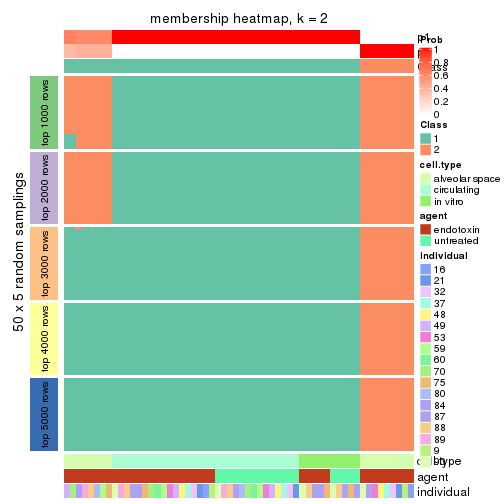 membership heatmap, k = 2
50 x 5 random samplings
top 1000 rows
top 2000 rows
top 3000 rows
top 4000 rows
top 5000 rows
p1
Class
cell.type
agent
individual
Prob
1
0.8
0.6
0.4
0.2
0
Class
1
2
cell.type
alveolar space
circulating
in vitro
agent
endotoxin
untreated
individual
16
21
32
37
48
49
53
59
60
70
75
80
84
87
88
89
9